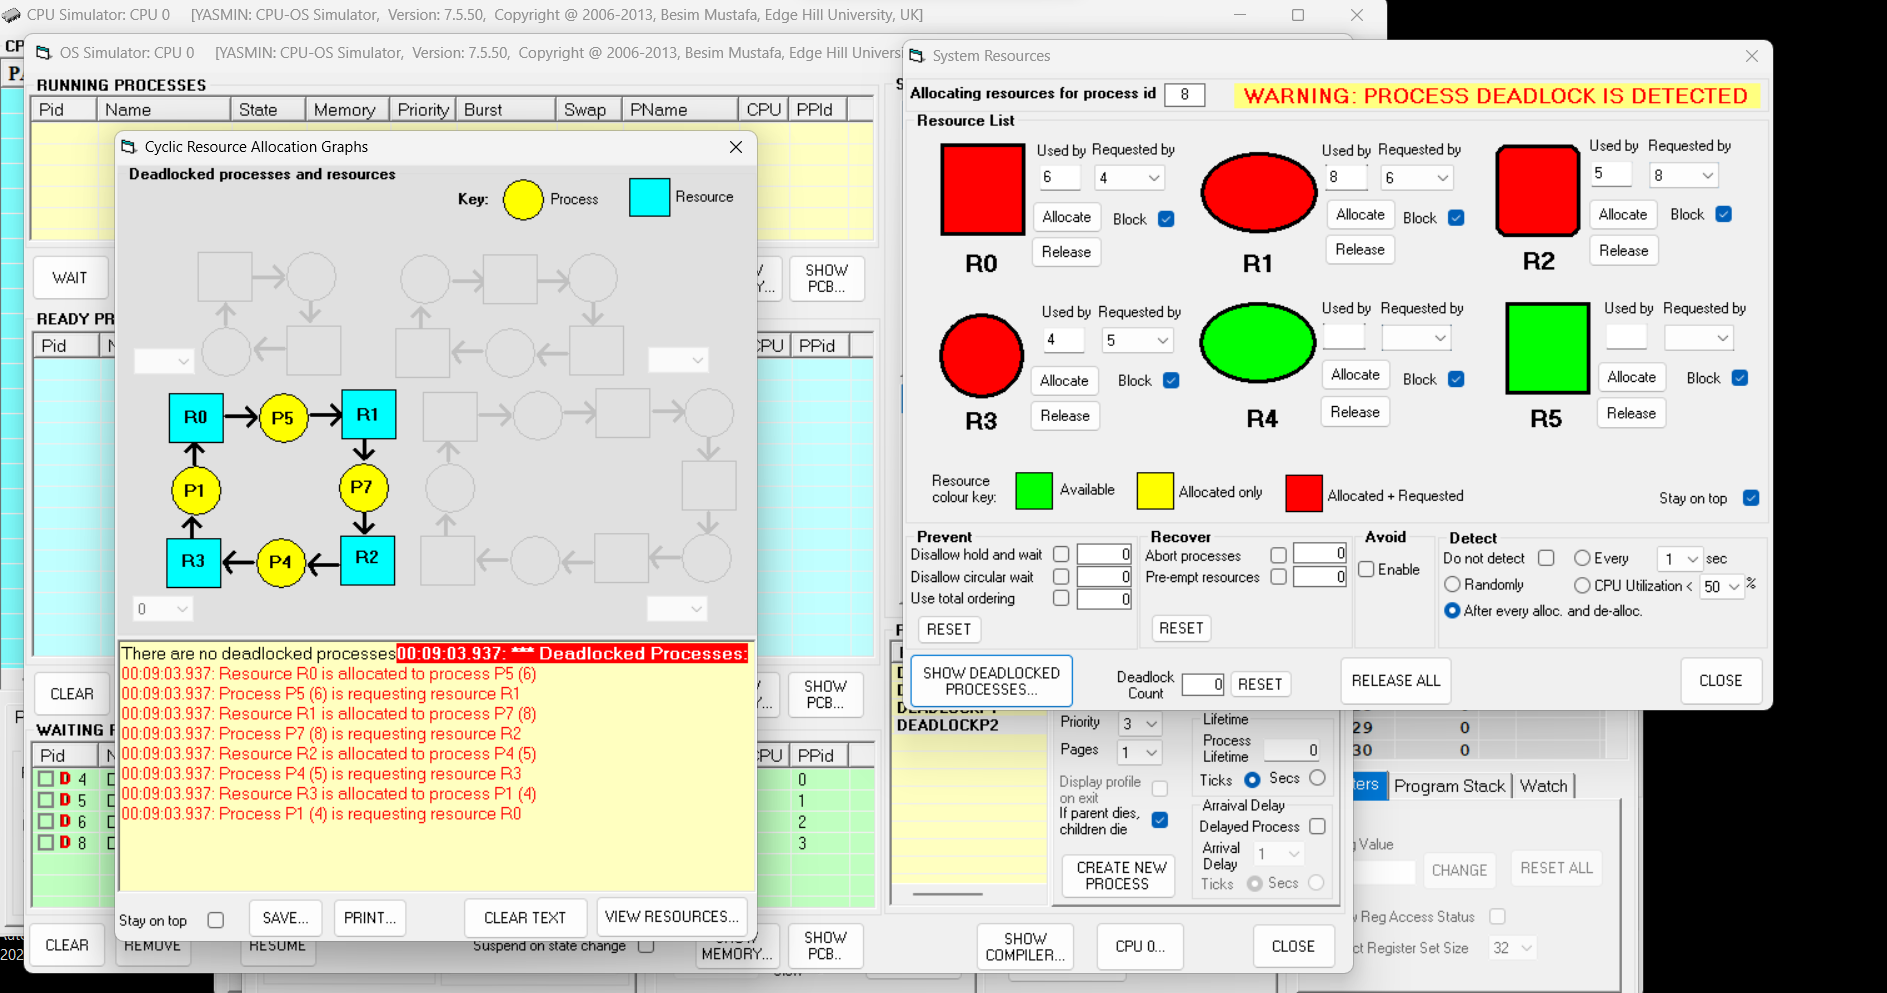 CPU Simulator: CPU 0 [YASMIN: CPU-OS Simulator, Version: 7.5.50, Copyright @ 2006-2013, Besim Mustafa, Edge Hill University, UK]
OS Simulator: CPU 0 [YASMIN: CPU-OS Simulator, Version: 7.5.50, Copyright @ 2006-2013, Besim Mustafa, Edge Hill Universi
RUNNING PROCESSES
Pid Name State Memory Priority Burst Swap PName CPU PPId
WAIT
SHOW PCB...
READY PR
Pid
PPid
CLEAR
SHOW PCB...
WAITING
Pid
PPid
D 4 0
D 5 1
D 6 2
D 8 3
CLEAR
REMOVE
RESUME
Suspend on state change
SHOW MEMORY...
SHOW PCB..
SHOW COMPILER...
CPU 0...
CLOSE
Cyclic Resource Allocation Graphs
Deadlocked processes and resources
Key: Process Resource
R0 P5 R1
P1 P7
R3 P4 R2
0
There are no deadlocked processes00:09:03.937: *** Deadlocked Processes:
00:09:03.937: Resource R0 is allocated to process P5 (6)
00:09:03.937: Process P5 (6) is requesting resource R1
00:09:03.937: Resource R1 is allocated to process P7 (8)
00:09:03.937: Process P7 (8) is requesting resource R2
00:09:03.937: Resource R2 is allocated to process P4 (5)
00:09:03.937: Process P4 (5) is requesting resource R3
00:09:03.937: Resource R3 is allocated to process P1 (4)
00:09:03.937: Process P1 (4) is requesting resource R0
Stay on top
SAVE...
PRINT...
CLEAR TEXT
VIEW RESOURCES...
System Resources
Allocating resources for process id 8 WARNING: PROCESS DEADLOCK IS DETECTED
Resource List
Used by Requested by
6 4
Allocate Block
Release
R0
Used by Requested by
8 6
Allocate Block
Release
R1
Used by Requested by
5 8
Allocate Block
Release
R2
Used by Requested by
4 5
Allocate Block
Release
R3
Used by Requested by
Allocate Block
Release
R4
Used by Requested by
Allocate Block
Release
R5
Resource colour key: Available Allocated only Allocated + Requested
Stay on top
Prevent
Disallow hold and wait 0
Disallow circular wait 0
Use total ordering 0
RESET
Recover
Abort processes 0
Pre-empt resources 0
RESET
Avoid
Enable
Detect
Do not detect Every 1 sec
Randomly CPU Utilization < 50 %
After every alloc. and de-alloc.
SHOW DEADLOCKED PROCESSES...
Deadlock Count 0 RESET
RELEASE ALL
CLOSE
DEADLOCKP2
Priority 3
Pages 1
Display profile on exit
If parent dies, children die
CREATE NEW PROCESS
Lifetime
Process Lifetime 0
Ticks Secs
Arraival Delay
Delayed Process
Arrival Delay 1
Ticks Secs
29 0
30 0
Program Stack
Watch
Value
CHANGE
RESET ALL
Reg Access Status
Register Set Size 32